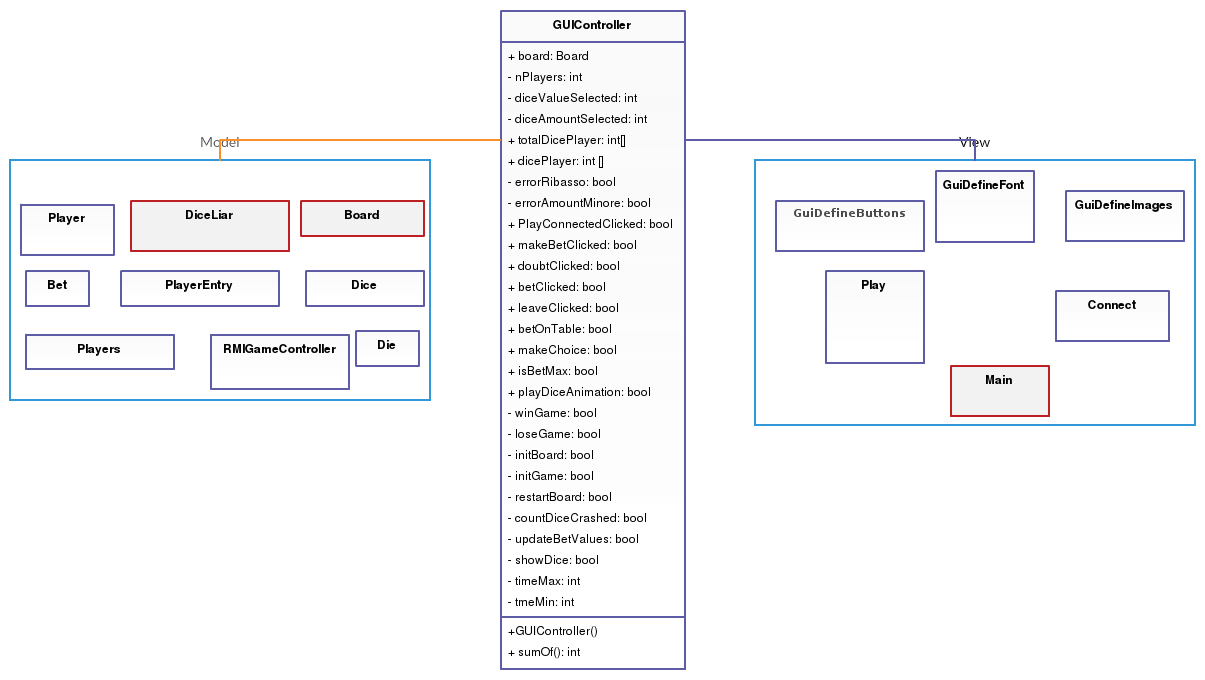 GUIController
+ board: Board
- nPlayers: int
- diceValueSelected: int
- diceAmountSelected: int
+ totalDicePlayer: int[]
+ dicePlayer: int []
- errorRibasso: bool
- errorAmountMinore: bool
+ PlayConnectedClicked: bool
+ makeBetClicked: bool
+ doubtClicked: bool
+ betClicked: bool
+ leaveClicked: bool
+ betOnTable: bool
+ makeChoice: bool
+ isBetMax: bool
+ playDiceAnimation: bool
- winGame: bool
- loseGame: bool
- initBoard: bool
- initGame: bool
- restartBoard: bool
- countDiceCrashed: bool
- updateBetValues: bool
- showDice: bool
- timeMax: int
- tmeMin: int
+GUIController()
+ sumOf(): int
Model
Player
DiceLiar
Board
Bet
PlayerEntry
Dice
Players
RMIGameController
Die
View
GuiDefineButtons
GuiDefineFont
GuiDefineImages
Play
Connect
Main